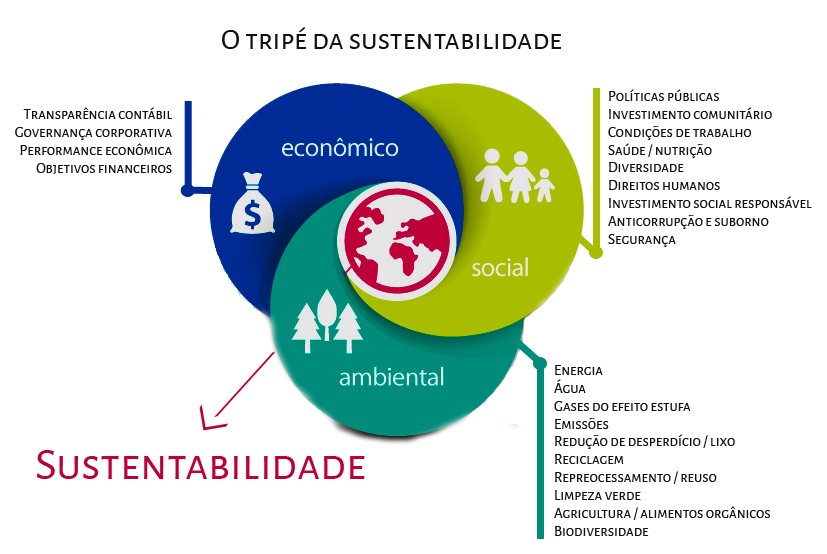 O TRIPÉ DA SUSTENTABILIDADE
TRANSPARÊNCIA CONTÁBIL
GOVERNANÇA CORPORATIVA
PERFORMANCE ECONÔMICA
OBJETIVOS FINANCEIROS
econômico
$
social
ambiental
POLÍTICAS PÚBLICAS
INVESTIMENTO COMUNITÁRIO
CONDIÇÕES DE TRABALHO
SAÚDE / NUTRIÇÃO
DIVERSIDADE
DIREITOS HUMANOS
INVESTIMENTO SOCIAL RESPONSÁVEL
ANTICORRUPÇÃO E SUBORNO
SEGURANÇA
ENERGIA
ÁGUA
GASES DO EFEITO ESTUFA
EMISSÕES
REDUÇÃO DE DESPERDÍCIO / LIXO
RECICLAGEM
REPREOCESSAMENTO / REUSO
LIMPEZA VERDE
AGRICULTURA / ALIMENTOS ORGÂNICOS
BIODIVERSIDADE
SUSTENTABILIDADE